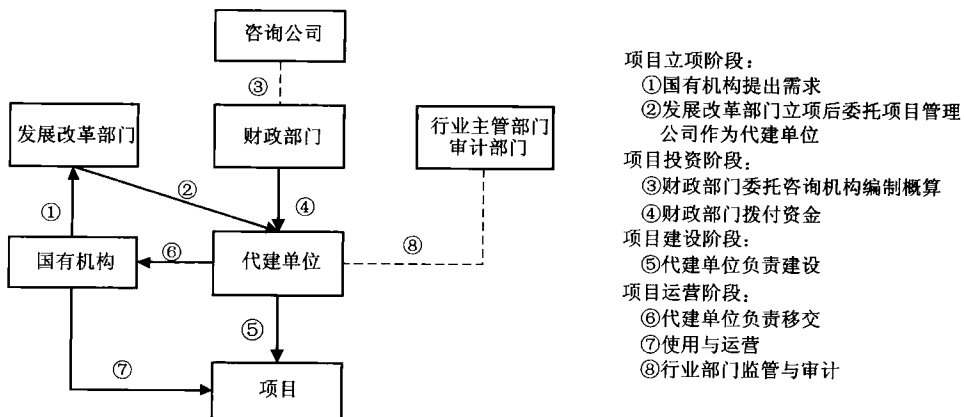 咨询公司
③
发展改革部门
财政部门
行业主管部门
审计部门
①
②
④
国有机构
⑥
代建单位
⑧
⑤
⑦
项目
项目立项阶段：
①国有机构提出需求
②发展改革部门立项后委托项目管理
公司作为代建单位
项目投资阶段：
③财政部门委托咨询机构编制概算
④财政部门拨付资金
项目建设阶段：
⑤代建单位负责建设
项目运营阶段：
⑥代建单位负责移交
⑦使用与运营
⑧行业部门监管与审计